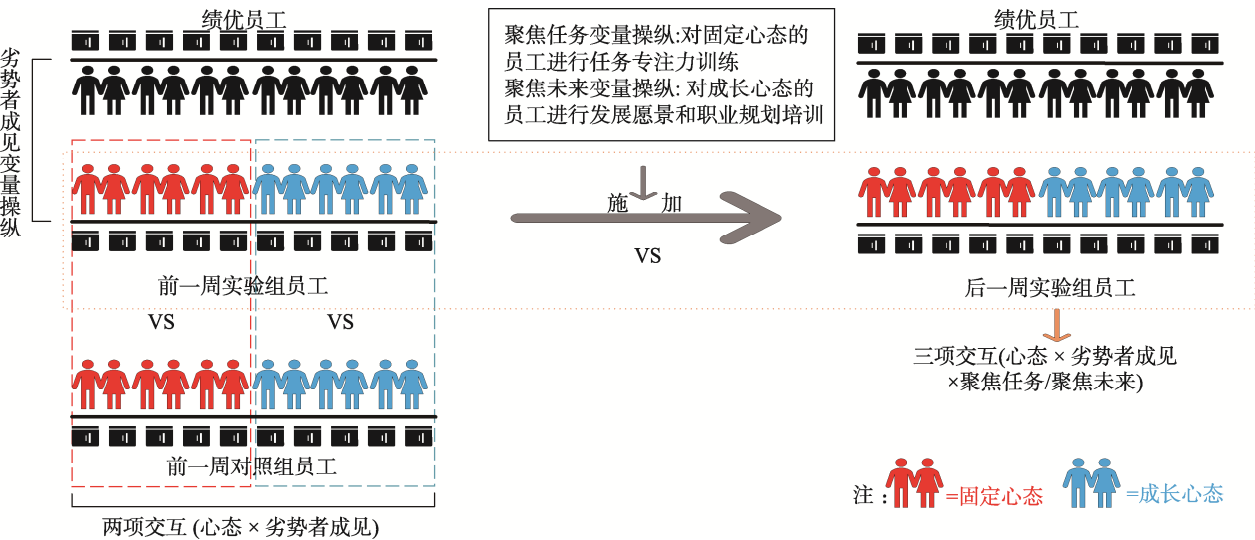 绩优员工
劣势者成见变量操纵
前一周实验组员工
VS
VS
前一周对照组员工
两项交互 (心态 × 劣势者成见)
聚焦任务变量操纵:对固定心态的
员工进行任务专注力训练
聚焦未来变量操纵: 对成长心态的
员工进行发展愿景和职业规划培训
施 加
VS
绩优员工
后一周实验组员工
三项交互(心态 × 劣势者成见
×聚焦任务/聚焦未来)
注：=固定心态 =成长心态